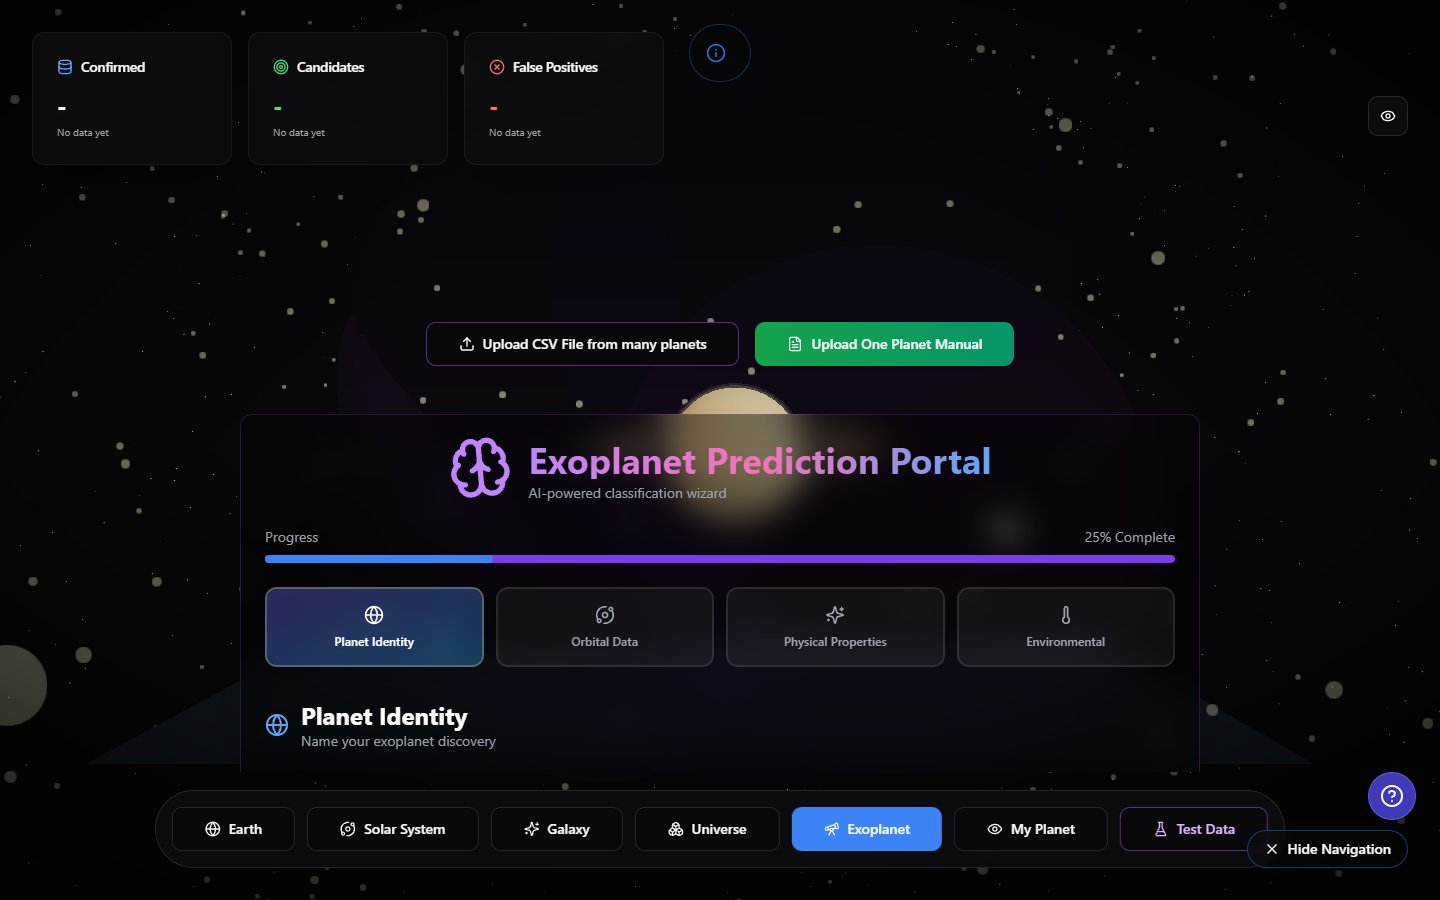 Confirmed
-
No data yet
Candidates
-
No data yet
False Positives
-
No data yet
Upload CSV File from many planets
Upload One Planet Manual
Exoplanet Prediction Portal
AI-powered classification wizard
Progress
25% Complete
Planet Identity
Orbital Data
Physical Properties
Environmental
Planet Identity
Name your exoplanet discovery
Earth
Solar System
Galaxy
Universe
Exoplanet
My Planet
Test Data
Hide Navigation